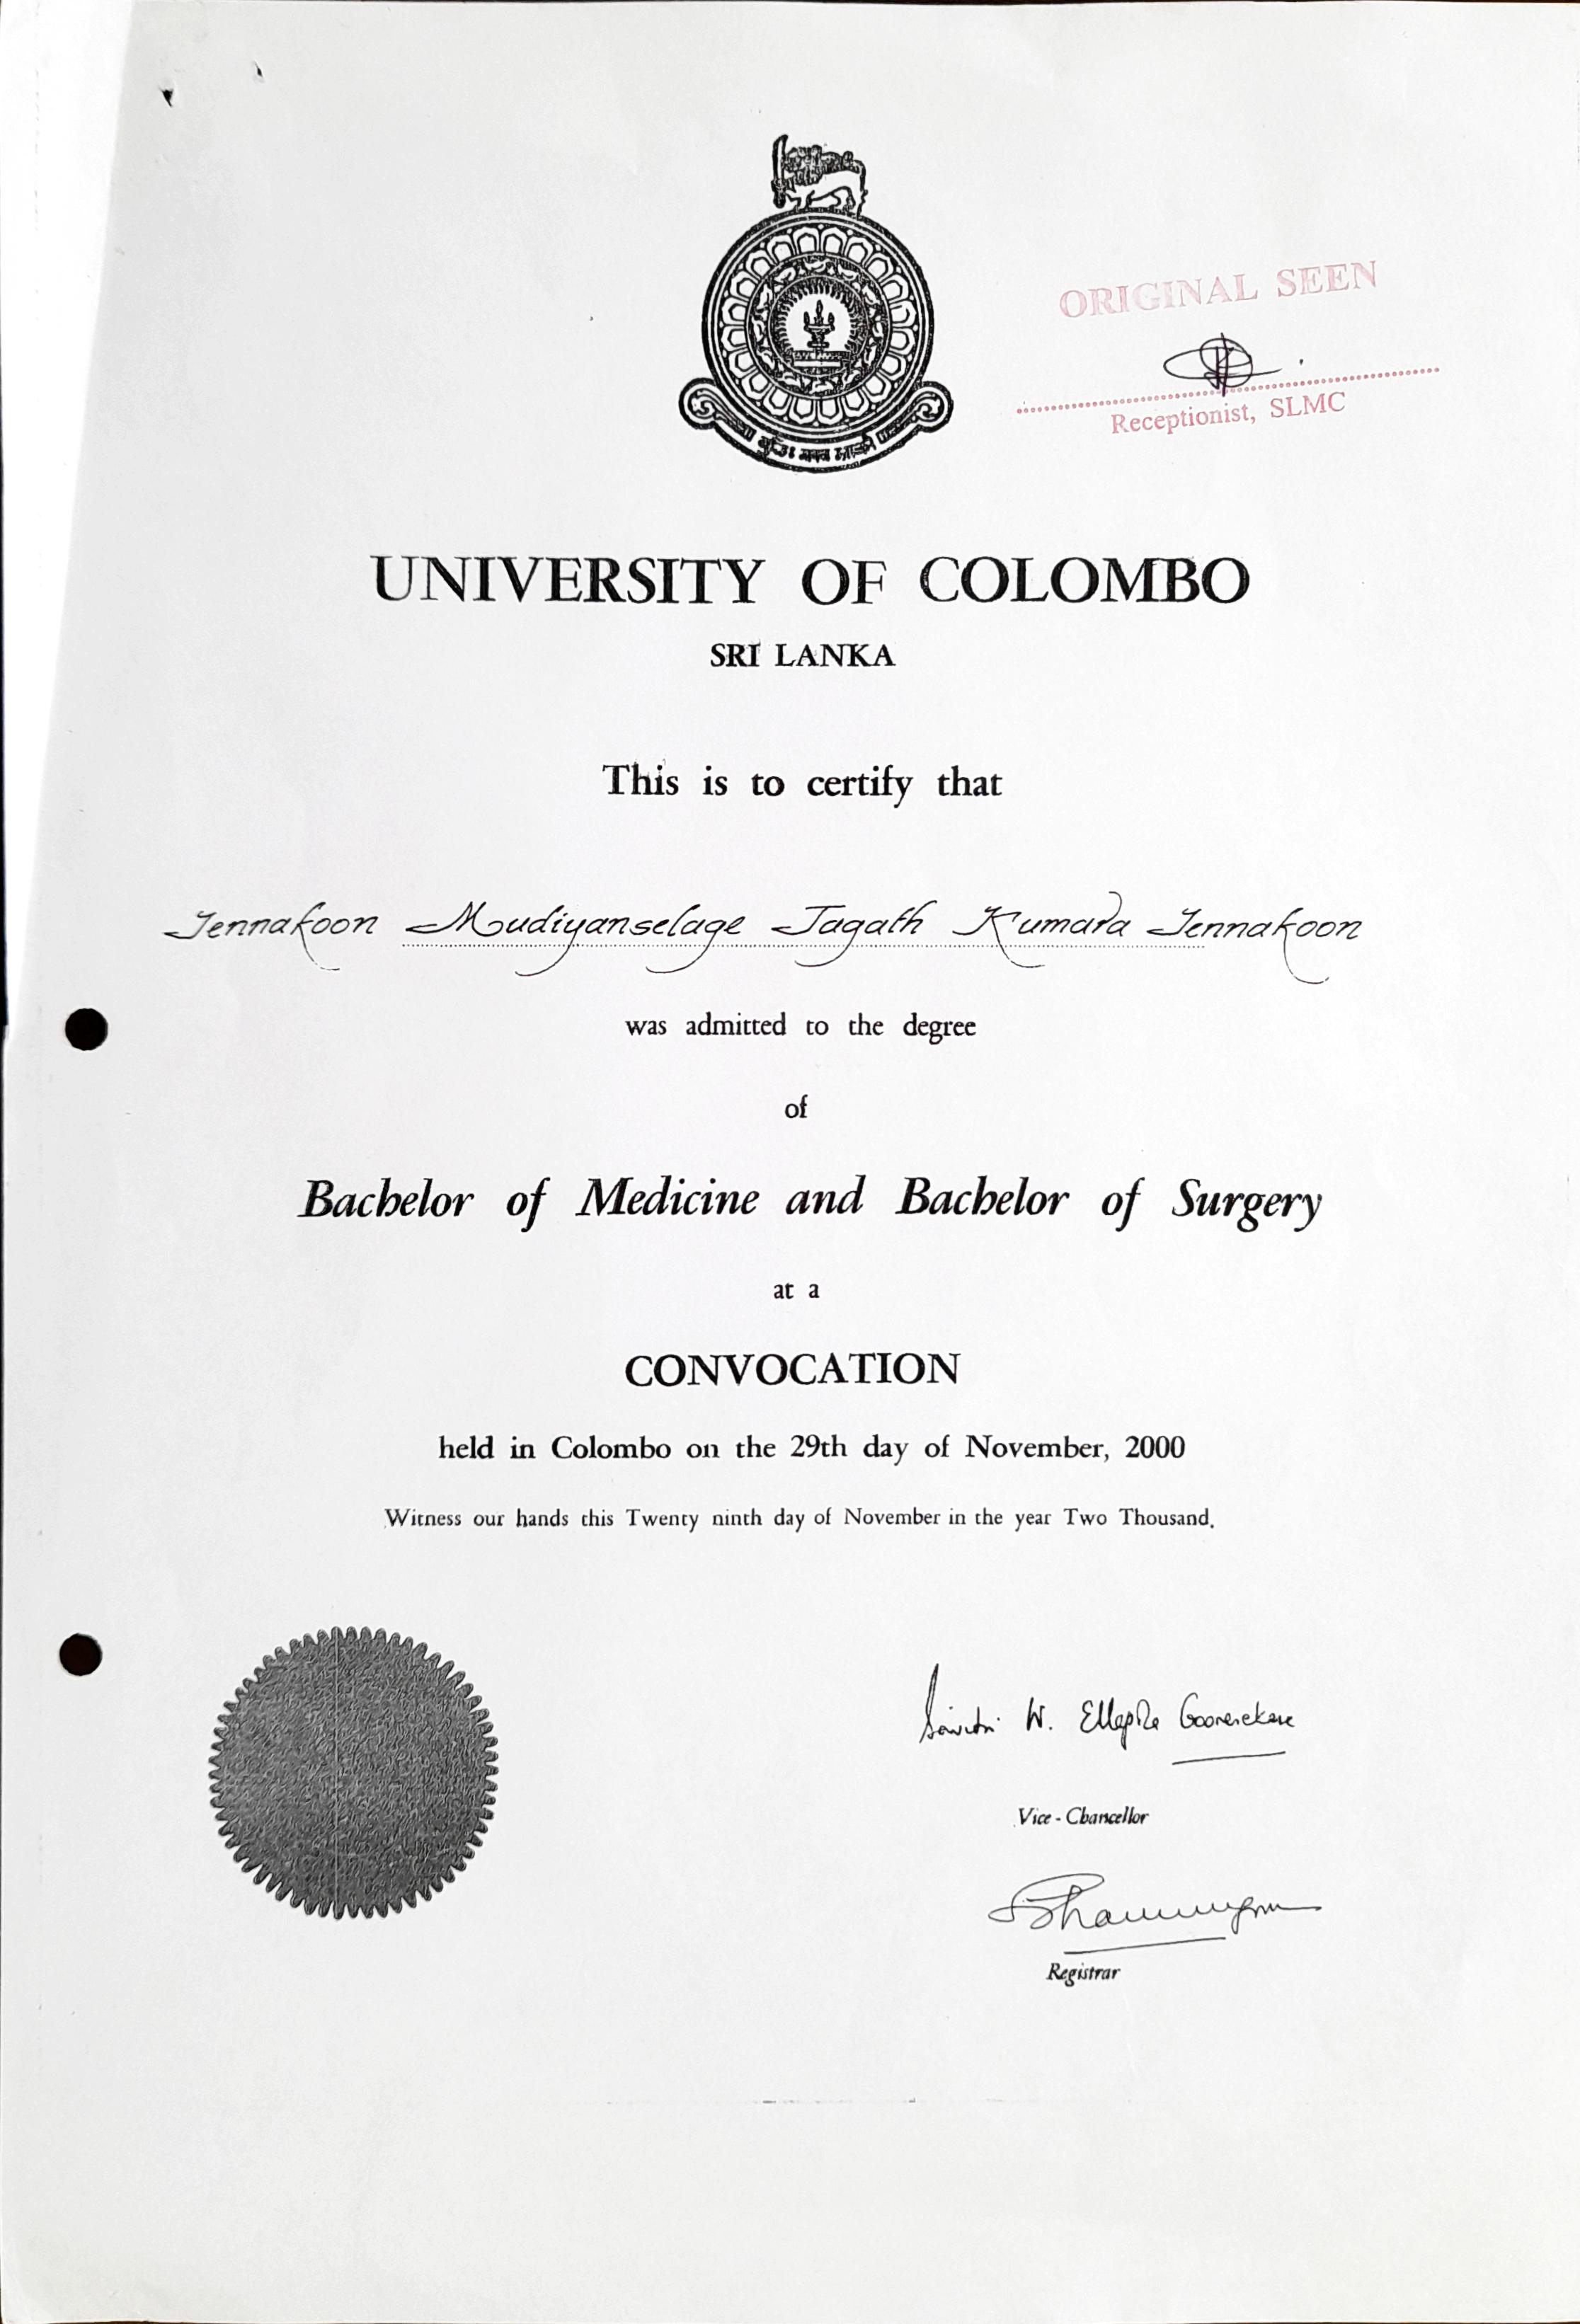 ORIGINAL SEEN
Receptionist, SLMC
UNIVERSITY OF COLOMBO
SRI LANKA
This is to certify that
Tennakoon Mudiyanselage Jagath Kumara Tennakoon
was admitted to the degree
of
Bachelor of Medicine and Bachelor of Surgery
at a
CONVOCATION
held in Colombo on the 29th day of November, 2000
Witness our hands this Twenty ninth day of November in the year Two Thousand.
Savitri W. Ellepola Goonesekere
Vice-Chancellor
Registrar